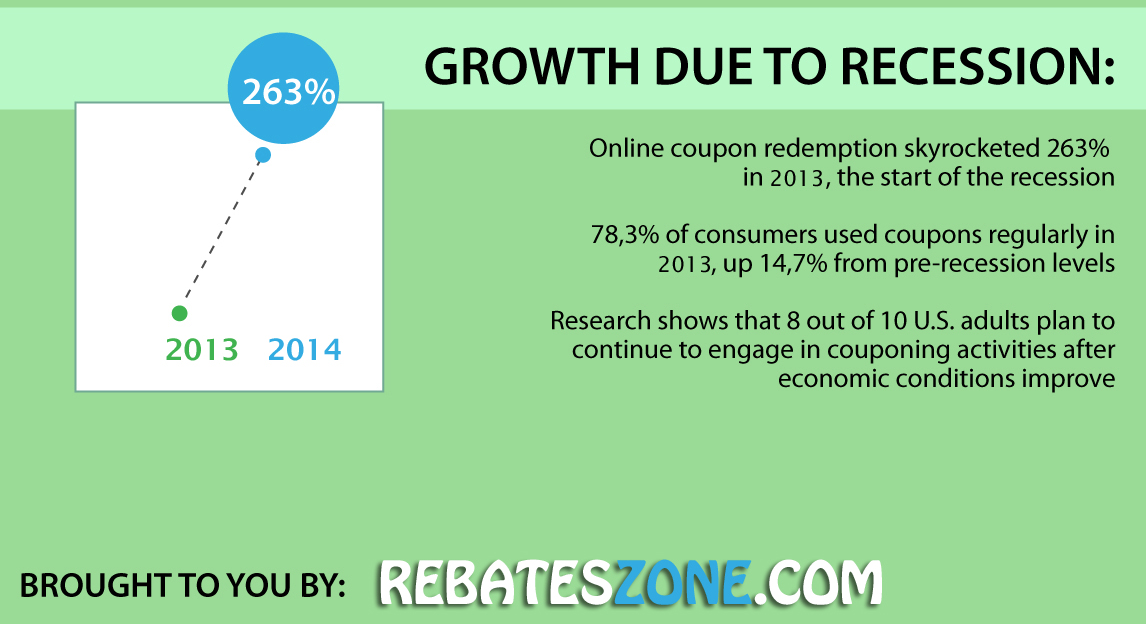 263%
2013 2014
GROWTH DUE TO RECESSION:
Online coupon redemption skyrocketed 263%
in 2013, the start of the recession
78,3% of consumers used coupons regularly in
2013, up 14,7% from pre-recession levels
Research shows that 8 out of 10 U.S. adults plan to
continue to engage in couponing activities after
economic conditions improve
BROUGHT TO YOU BY: REBATESZONE.COM